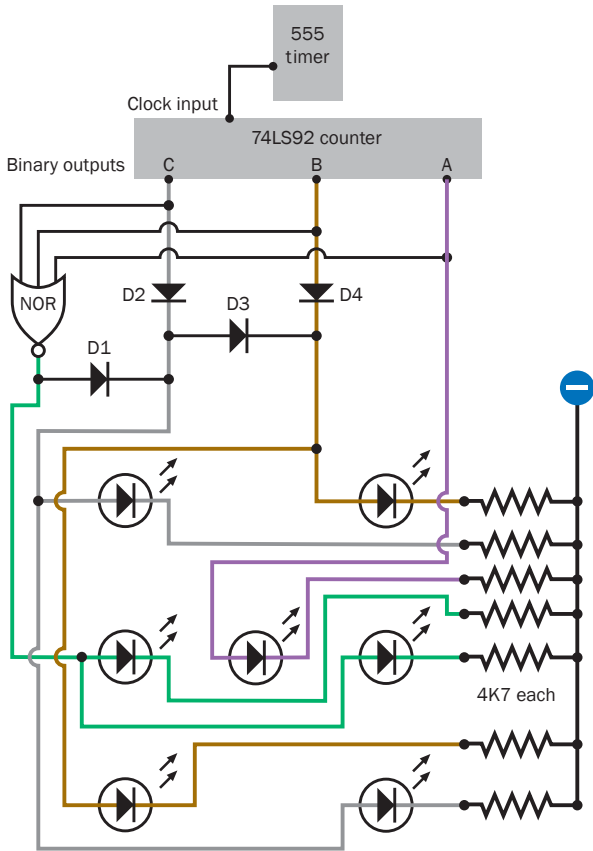 555
timer
Clock input
74LS92 counter
Binary outputs
C
B
A
NOR
D2
D3
D4
D1
4K7 each